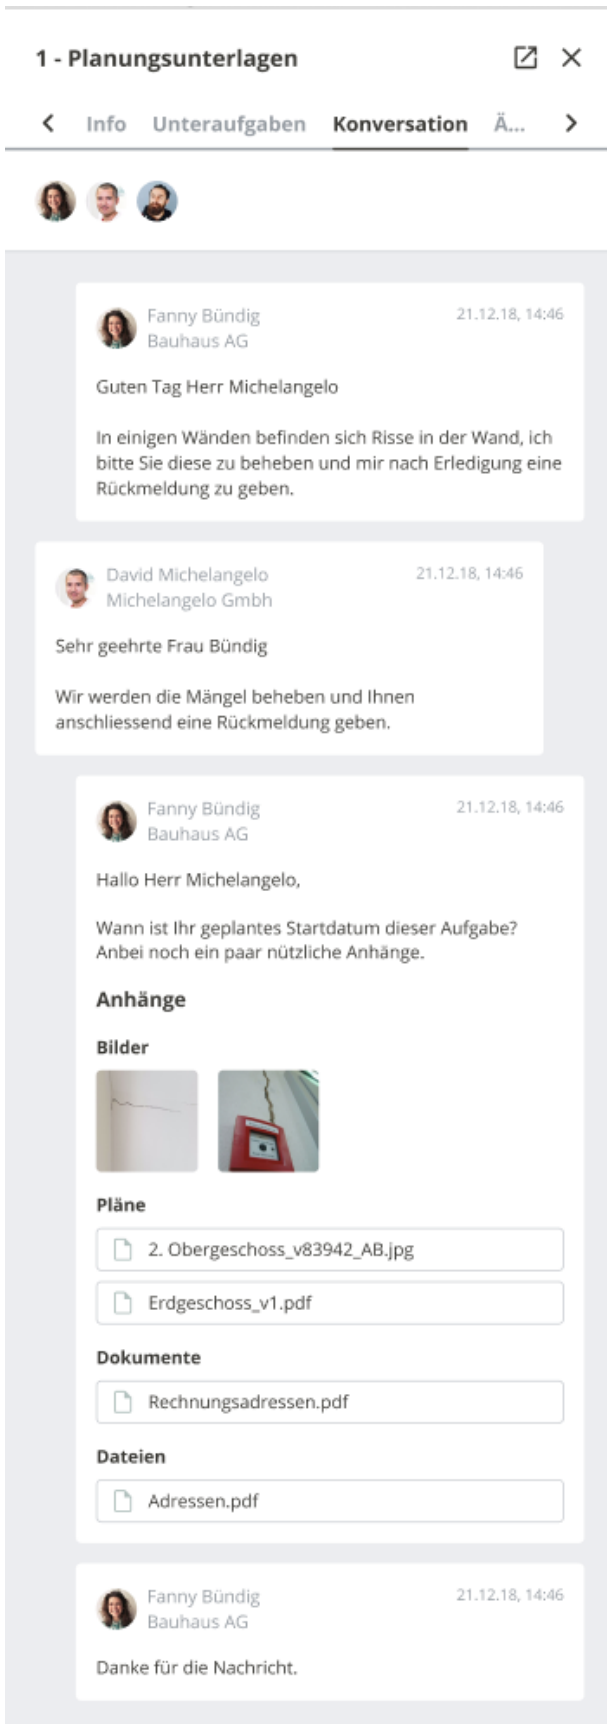 1 - Planungsunterlagen
Info Unteraufgaben Konversation Ä...
Fanny Bündig 21.12.18, 14:46
Bauhaus AG
Guten Tag Herr Michelangelo
In einigen Wänden befinden sich Risse in der Wand, ich
bitte Sie diese zu beheben und mir nach Erledigung eine
Rückmeldung zu geben.
David Michelangelo 21.12.18, 14:46
Michelangelo Gmbh
Sehr geehrte Frau Bündig
Wir werden die Mängel beheben und Ihnen
anschliessend eine Rückmeldung geben.
Fanny Bündig 21.12.18, 14:46
Bauhaus AG
Hallo Herr Michelangelo,
Wann ist Ihr geplantes Startdatum dieser Aufgabe?
Anbei noch ein paar nützliche Anhänge.
Anhänge
Bilder
Pläne
2. Obergeschoss_v83942_AB.jpg
Erdgeschoss_v1.pdf
Dokumente
Rechnungsadressen.pdf
Dateien
Adressen.pdf
Fanny Bündig 21.12.18, 14:46
Bauhaus AG
Danke für die Nachricht.